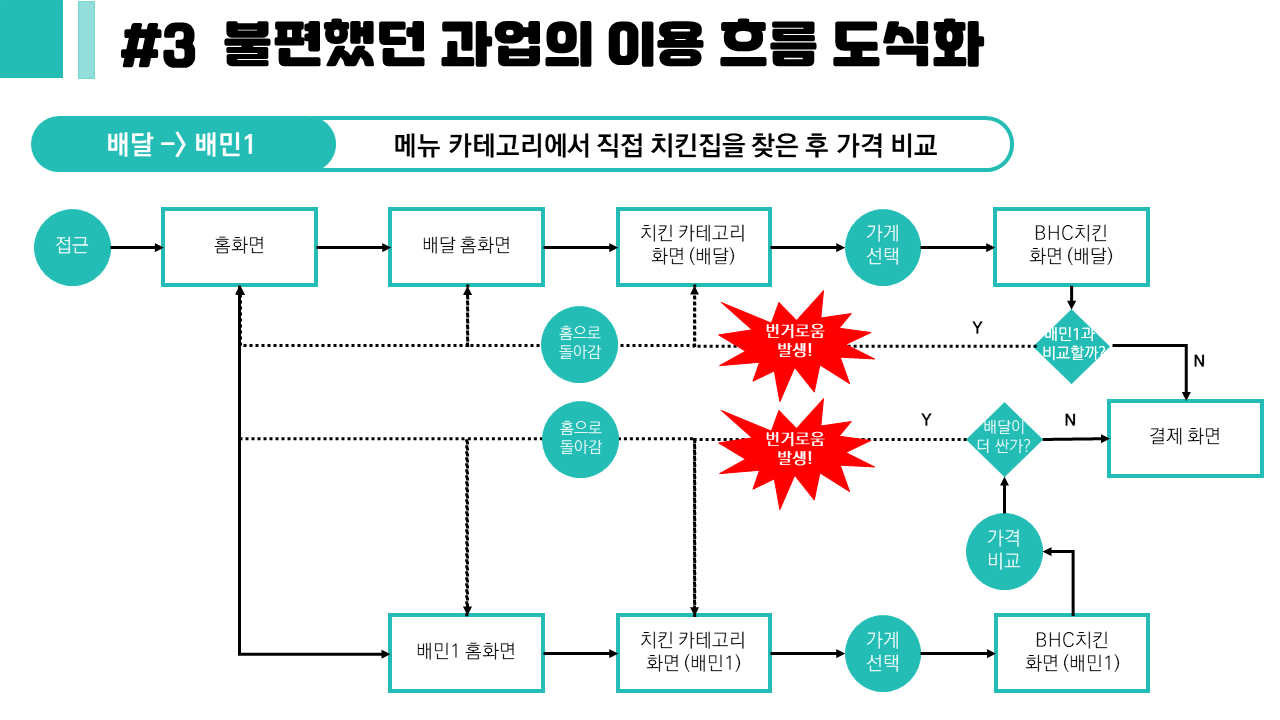 #3 불편했던 과업의 이용 흐름 도식화
배달 -> 배민1
메뉴 카테고리에서 직접 치킨집을 찾은 후 가격 비교
접근
홈화면
배달 홈화면
치킨 카테고리
화면 (배달)
가게
선택
BHC치킨
화면 (배달)
홈으로
돌아감
번거로움
발생!
Y
배민1과
비교할까?
N
홈으로
돌아감
번거로움
발생!
Y
배달이
더 싼가?
N
결제 화면
가격
비교
배민1 홈화면
치킨 카테고리
화면 (배민1)
가게
선택
BHC치킨
화면 (배민1)